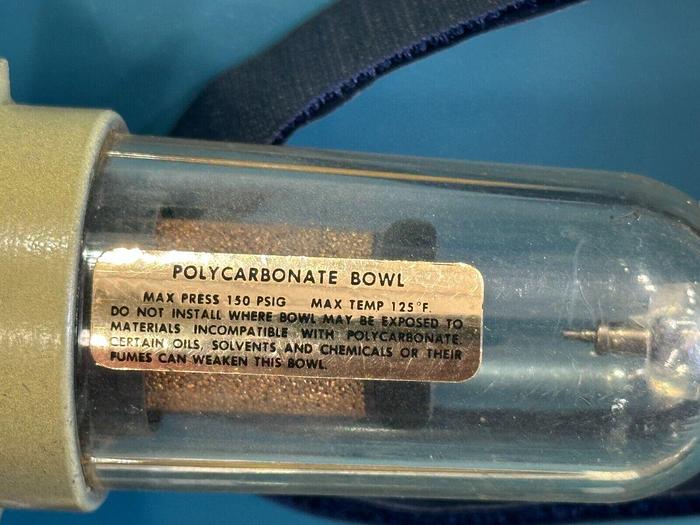 POLYCARBONATE BOWL
MAX PRESS 150 PSIG MAX TEMP 125°F.
DO NOT INSTALL WHERE BOWL MAY BE EXPOSED TO
MATERIALS INCOMPATIBLE WITH POLYCARBONATE.
CERTAIN OILS, SOLVENTS AND CHEMICALS OR THEIR
FUMES CAN WEAKEN THIS BOWL.